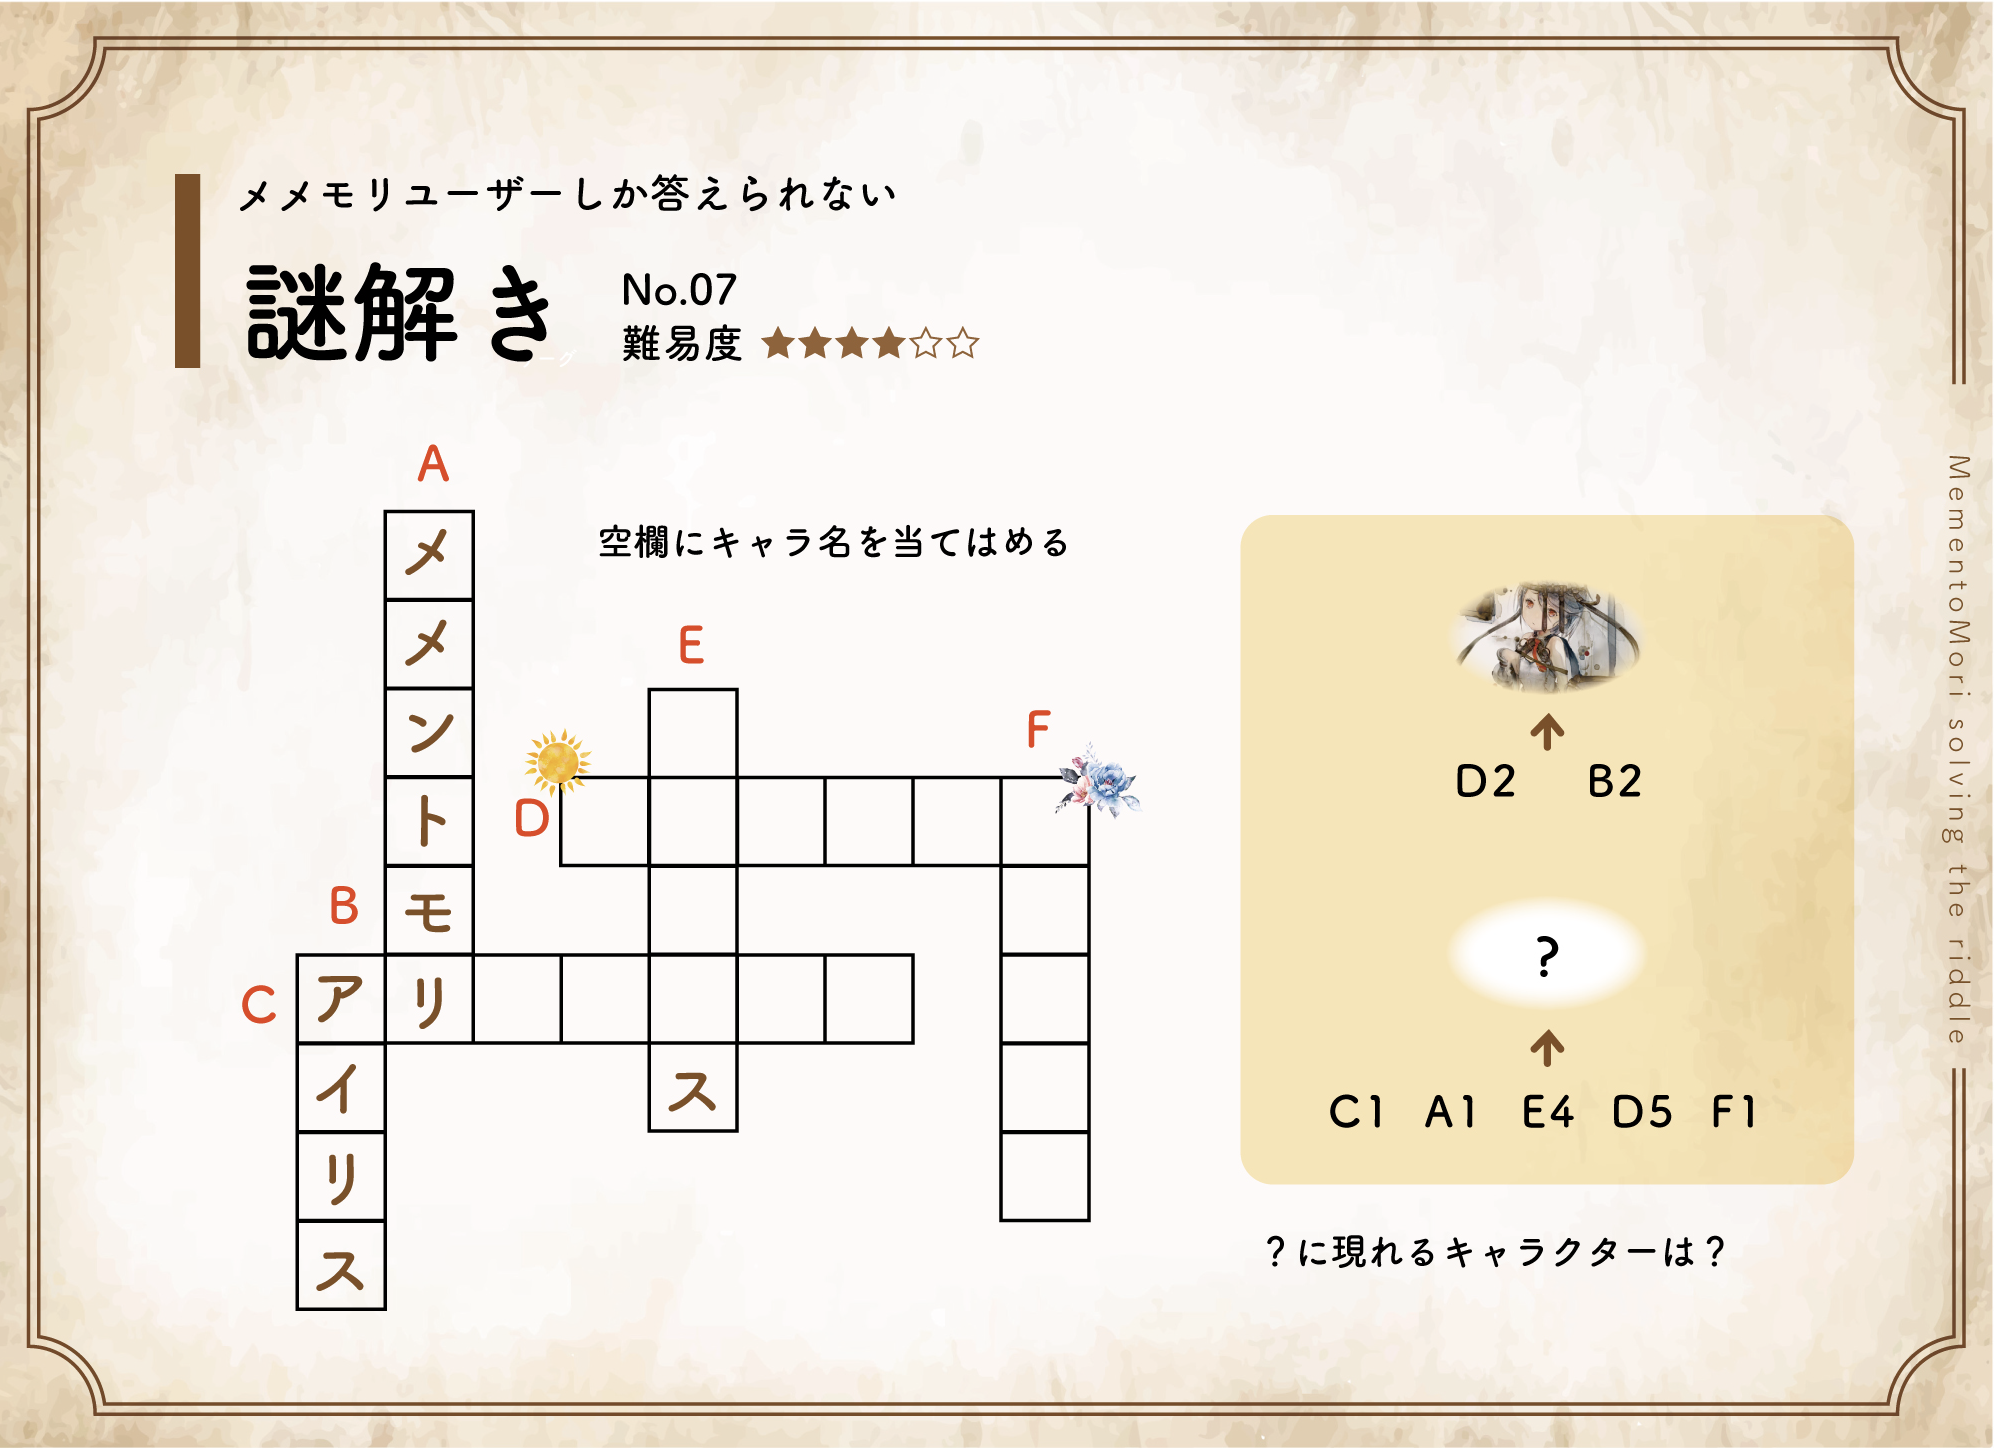 メメモリユーザーしか答えられない
謎解き
No.07
難易度 ★★★★☆☆
空欄にキャラ名を当てはめる
A
メ
メ
ン
ト
モ
E
F
D
B
C
ア リ
イ
ス
リ
ス
D2 B2
?
C1 A1 E4 D5 F1
?に現れるキャラクターは?
MementoMori solving the riddle